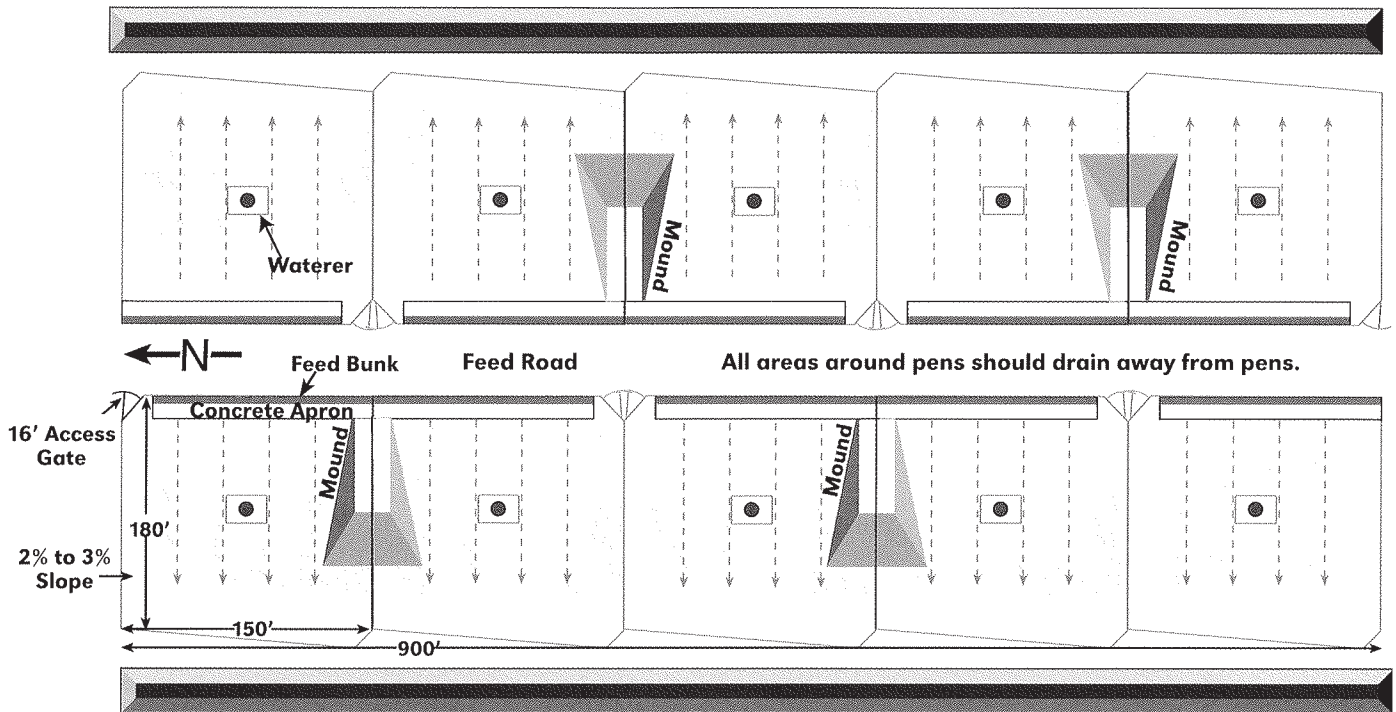 Waterer
Mound
Mound
N
Feed Bunk
Feed Road
All areas around pens should drain away from pens.
Concrete Apron
16' Access
Gate
Mound
Mound
180'
2% to 3%
Slope
150'
900'